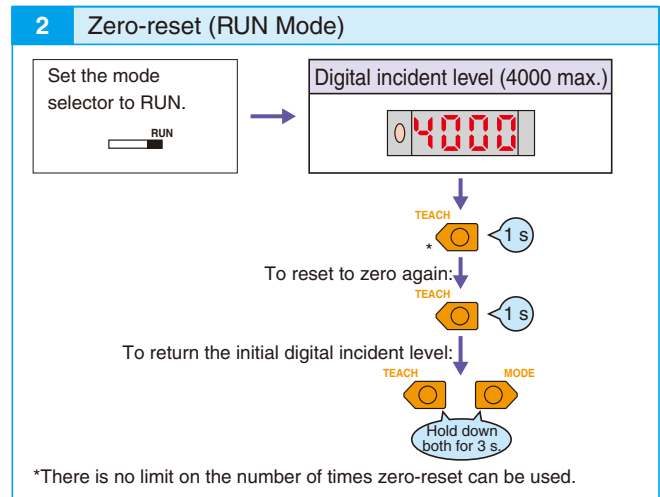 2 Zero-reset (RUN Mode)
Set the mode
selector to RUN.
RUN
Digital incident level (4000 max.)
4000
TEACH
* 1 s
To reset to zero again:
TEACH
1 s
To return the initial digital incident level:
TEACH MODE
Hold down
both for 3 s.
*There is no limit on the number of times zero-reset can be used.